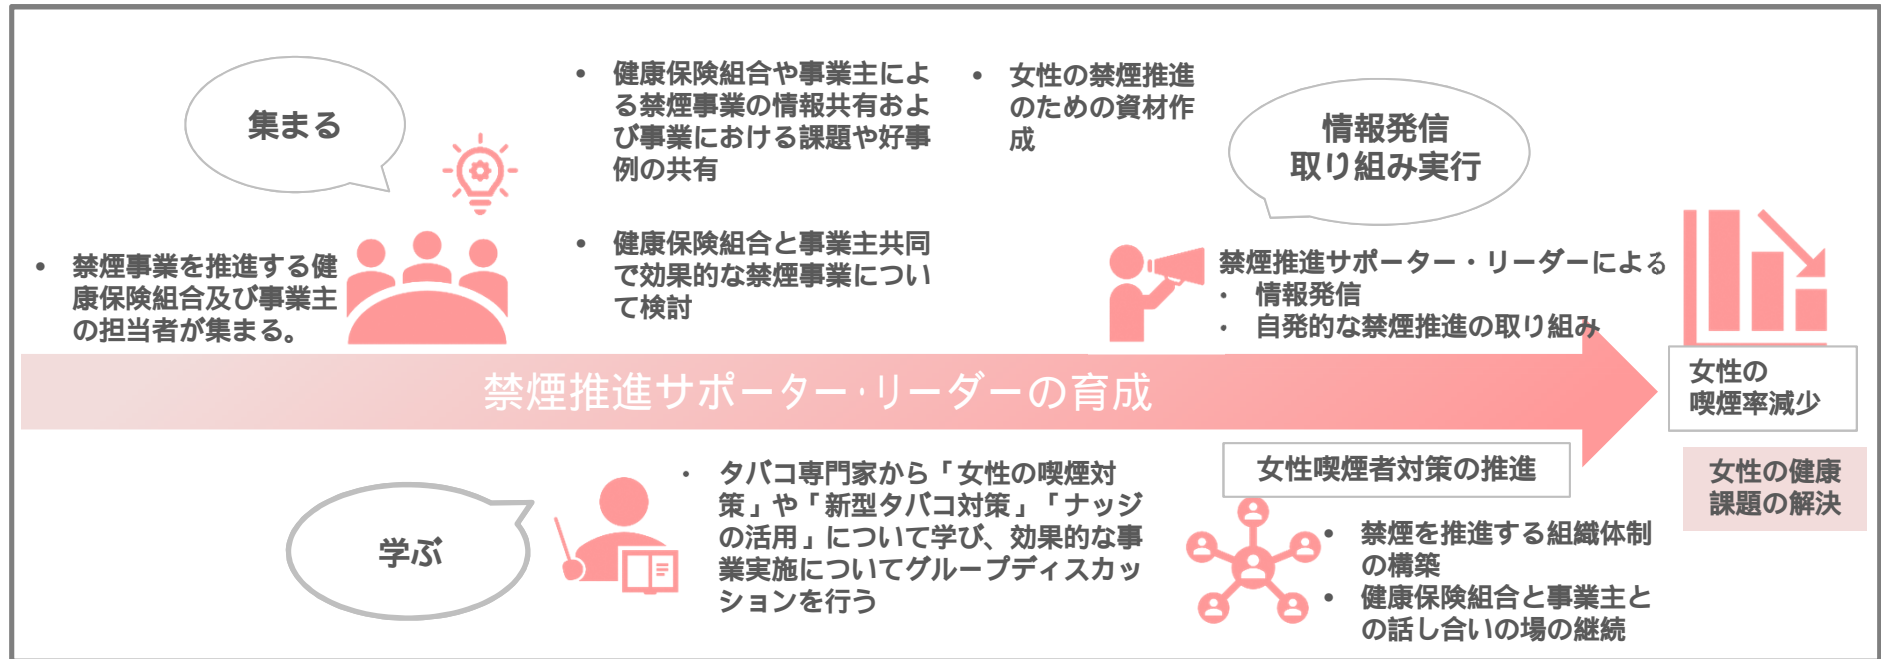 集まる
• 禁煙事業を推進する健
康保険組合及び事業主
の担当者が集まる。
• 健康保険組合や事業主によ
る禁煙事業の情報共有およ
び事業における課題や好事
例の共有
• 健康保険組合と事業主共同
で効果的な禁煙事業につい
て検討
• 女性の禁煙推進
のための資材作
成
情報発信
取り組み実行
禁煙推進サポーター・リーダーによる
・ 情報発信
・ 自発的な禁煙推進の取り組み
禁煙推進サポーター・リーダーの育成
女性の
喫煙率減少
女性の健康
課題の解決
学ぶ
・ タバコ専門家から「女性の喫煙対
策」や「新型タバコ対策」「ナッジ
の活用」について学び、効果的な事
業実施についてグループディスカッ
ションを行う
女性喫煙者対策の推進
• 禁煙を推進する組織体制
の構築
• 健康保険組合と事業主と
の話し合いの場の継続